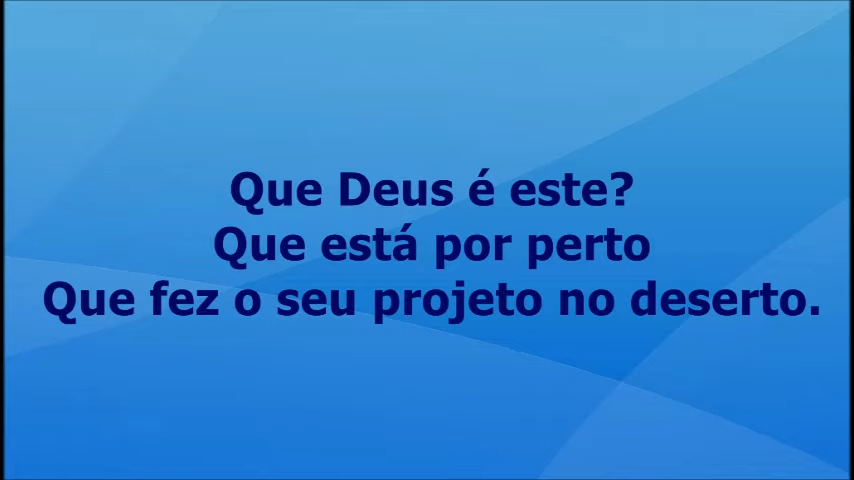 Que Deus é este?
Que está por perto
Que fez o seu projeto no deserto.